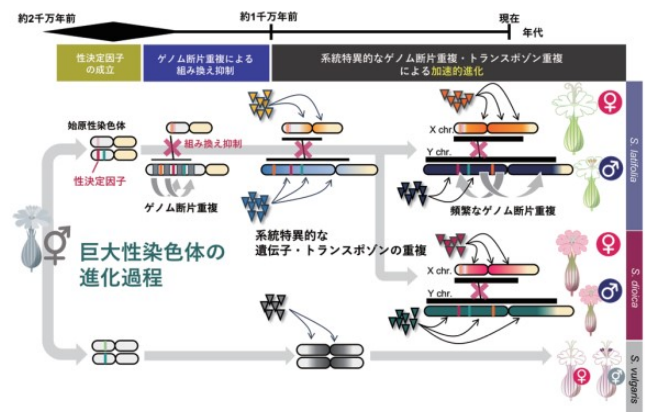 約2千万年前
約1千万年前
現在
年代
性決定因子
の成立
ゲノム断片重複による
組み換え抑制
系統特異的なゲノム断片重複・トランスポゾン重複
による加速的進化
始原性染色体
組み換え抑制
性決定因子
ゲノム断片重複
系統特異的な
遺伝子・トランスポゾンの重複
X chr.
Y chr.
頻繁なゲノム断片重複
S. latifolia
巨大性染色体の
進化過程
X chr.
Y chr.
S. dioica
S. vulgaris